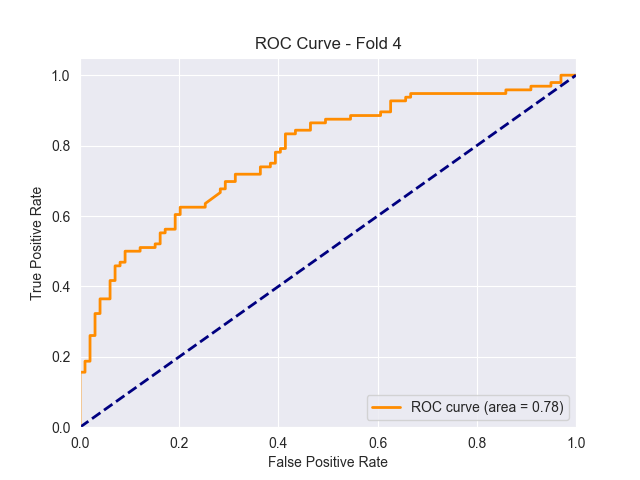 ROC Curve - Fold 4
True Positive Rate
1.0
0.8
0.6
0.4
0.2
0.0
ROC curve (area = 0.78)
0.0 0.2 0.4 0.6 0.8 1.0
False Positive Rate